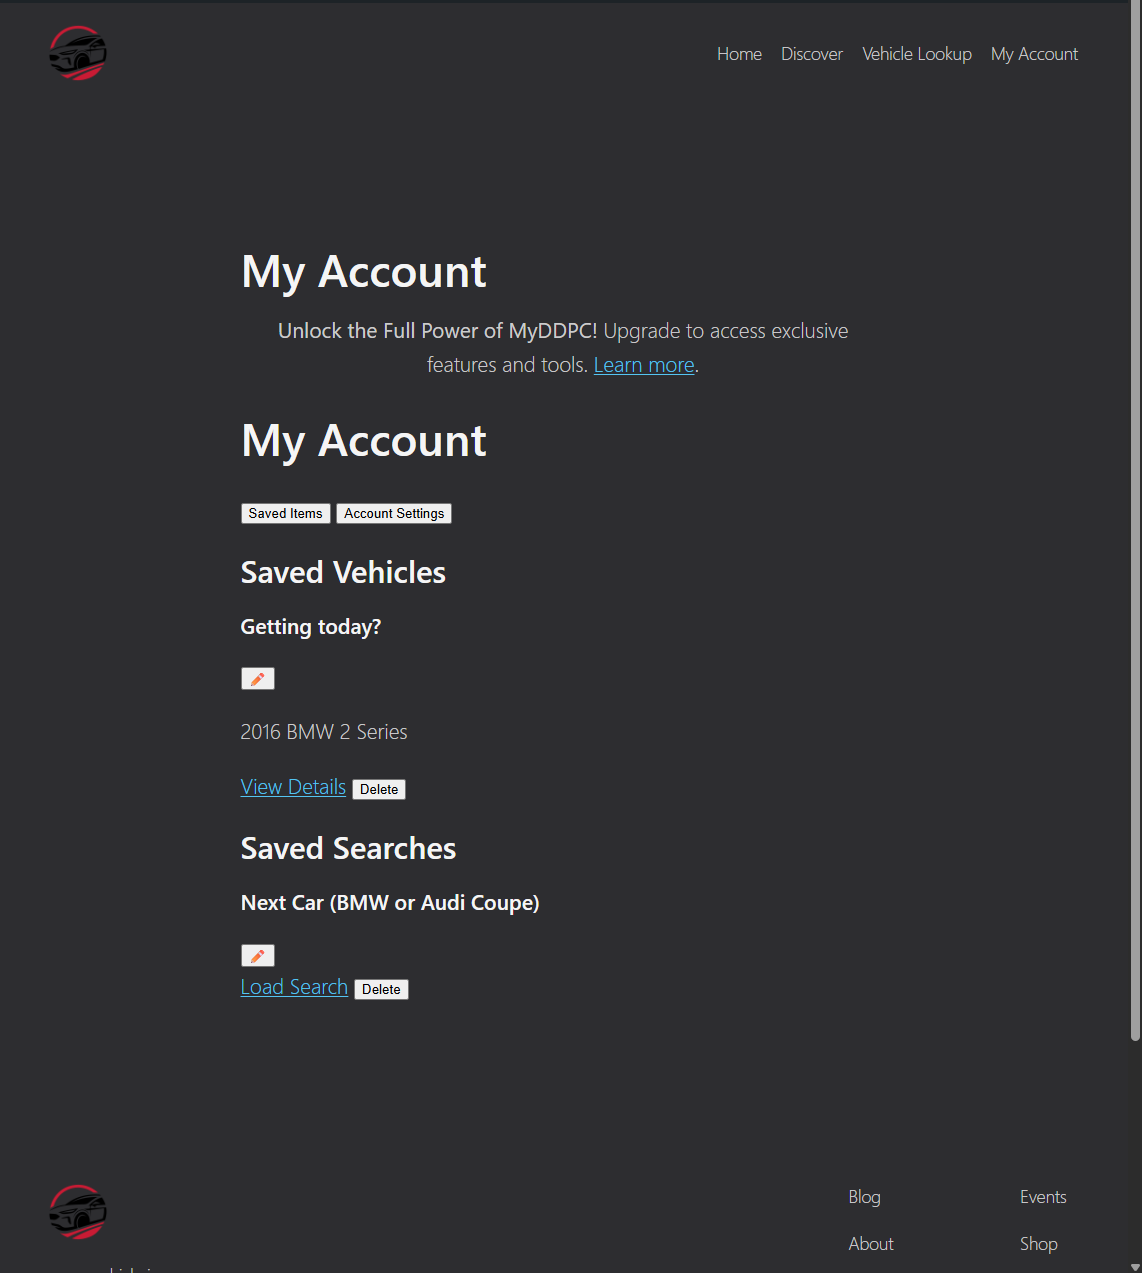 Home Discover Vehicle Lookup My Account
My Account
Unlock the Full Power of MyDDPC! Upgrade to access exclusive
features and tools. Learn more.
My Account
Saved Items Account Settings
Saved Vehicles
Getting today?
2016 BMW 2 Series
View Details Delete
Saved Searches
Next Car (BMW or Audi Coupe)
Load Search Delete
Blog Events
About Shop